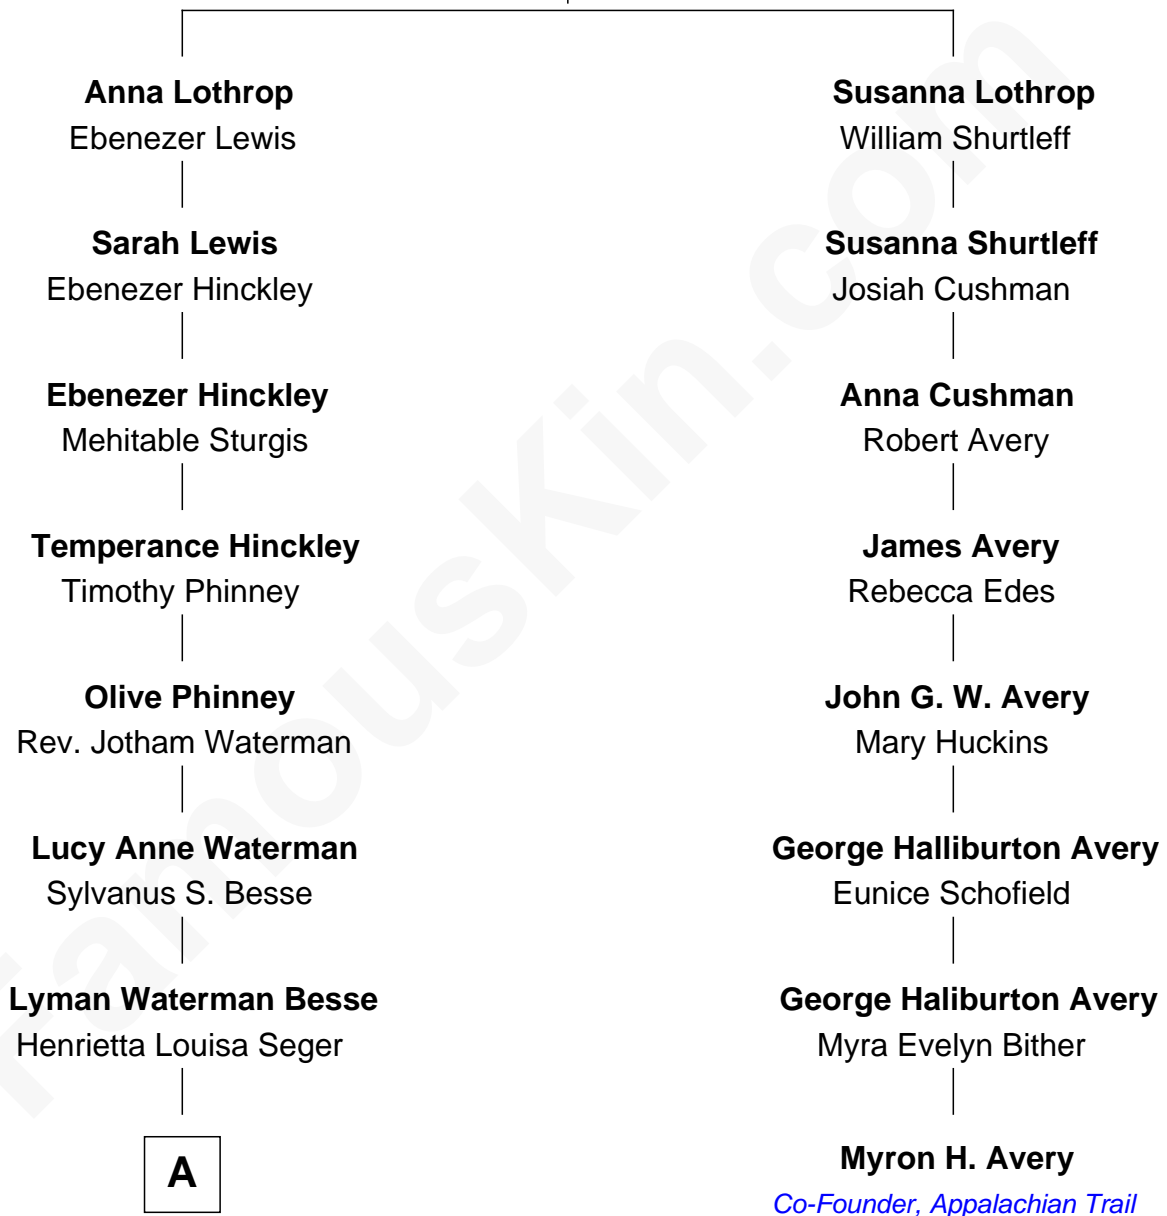 Anna Lothrop
Ebenezer Lewis
Sarah Lewis
Ebenezer Hinckley
Ebenezer Hinckley
Mehitable Sturgis
Temperance Hinckley
Timothy Phinney
Olive Phinney
Rev. Jotham Waterman
Lucy Anne Waterman
Sylvanus S. Besse
Lyman Waterman Besse
Henrietta Louisa Seger
A
Susanna Lothrop
William Shurtleff
Susanna Shurtleff
Josiah Cushman
Anna Cushman
Robert Avery
James Avery
Rebecca Edes
John G. W. Avery
Mary Huckins
George Halliburton Avery
Eunice Schofield
George Haliburton Avery
Myra Evelyn Bither
Myron H. Avery
Co-Founder, Appalachian Trail
FamousKin.com